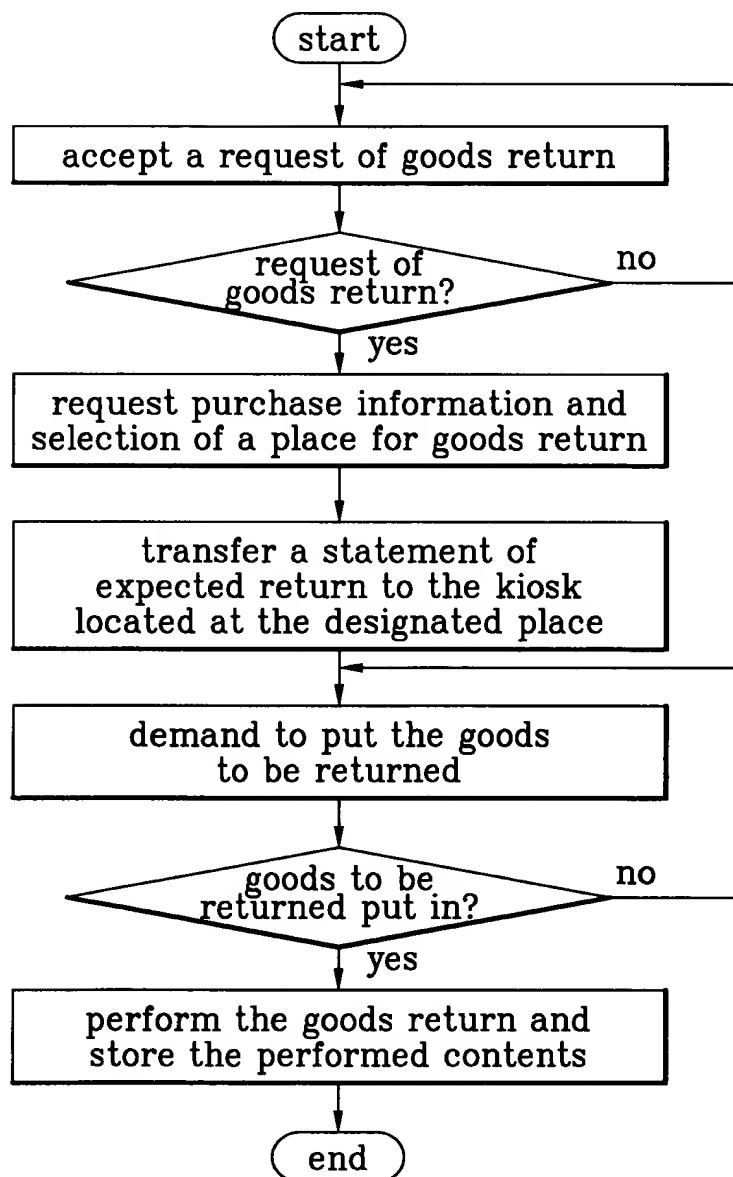 start
accept a request of goods return
request of
goods return?
no
yes
request purchase information and
selection of a place for goods return
transfer a statement of
expected return to the kiosk
located at the designated place
demand to put the goods
to be returned
goods to be
returned put in?
no
yes
perform the goods return and
store the performed contents
end